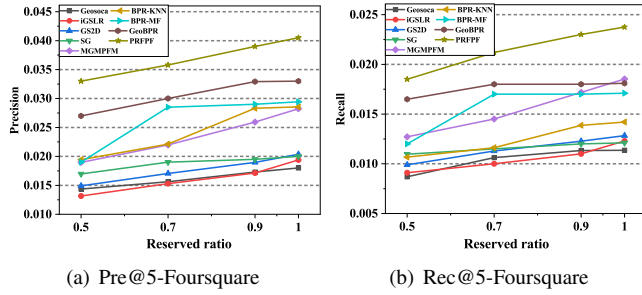 Geosoca
iGSLR
GS2D
SG
MGMPFM
BPR-KNN
BPR-MF
GeoBPR
PRFPF
Precision
0.045
0.040
0.035
0.030
0.025
0.020
0.015
0.010
0.5
0.7
0.9
1
Reserved ratio
(a) Pre@5-Foursquare
Geosoca
iGSLR
GS2D
SG
MGMPFM
BPR-KNN
BPR-MF
GeoBPR
PRFPF
Recall
0.025
0.020
0.015
0.010
0.005
0.5
0.7
0.9
1
Reserved ratio
(b) Rec@5-Foursquare